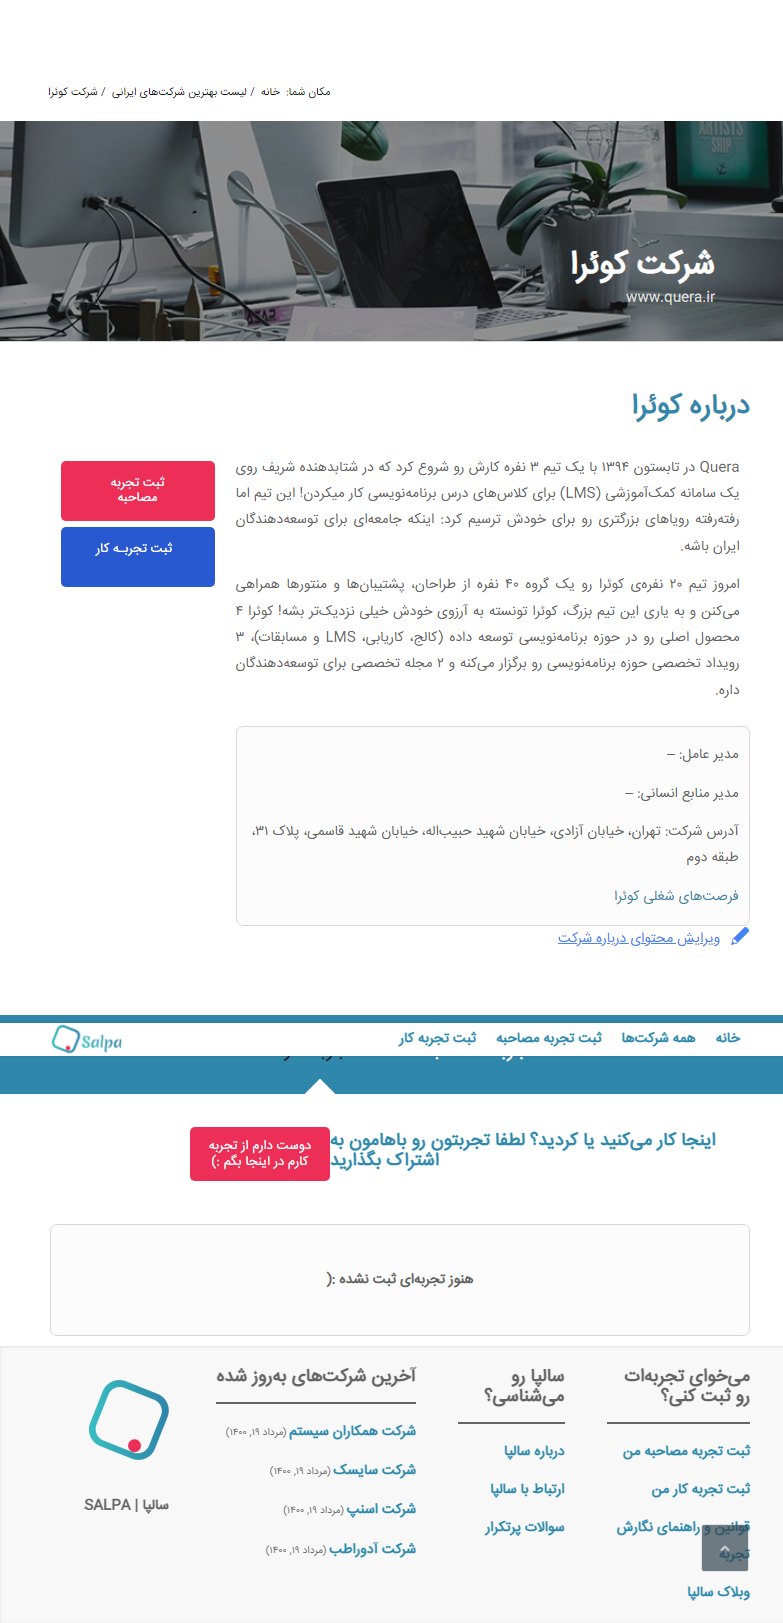 مکان شما: خانه / لیست بهترین شرکت‌های ایرانی / شرکت کوئرا
ARTISTS
SHIP
شرکت کوئرا
www.quera.ir
درباره کوئرا
Quera در تابستون ۱۳۹۴ با یک تیم ۳ نفره کارش رو شروع کرد که در شتابدهنده شریف روی
یک سامانه کمک‌آموزشی (LMS) برای کلاس‌های درس برنامه‌نویسی کار میکردن! این تیم اما
رفته‌رفته رویاهای بزرگتری رو برای خودش ترسیم کرد: اینکه جامعه‌ای برای توسعه‌دهندگان
ایران باشه.
امروز تیم ۲۰ نفره‌ی کوئرا رو یک گروه ۴۰ نفره از طراحان، پشتیبان‌ها و منتورها همراهی
می‌کنن و به یاری این تیم بزرگ، کوئرا تونسته به آرزوی خودش خیلی نزدیک‌تر بشه! کوئرا ۴
محصول اصلی رو در حوزه برنامه‌نویسی توسعه داده (کالج، کاریابی، LMS و مسابقات)، ۳
رویداد تخصصی حوزه برنامه‌نویسی رو برگزار می‌کنه و ۲ مجله تخصصی برای توسعه‌دهندگان
داره.
ثبت تجربه
مصاحبه
ثبت تجربـه کار
مدیر عامل: –
مدیر منابع انسانی: –
آدرس شرکت: تهران، خیابان آزادی، خیابان شهید حبیب‌اله، خیابان شهید قاسمی، پلاک ۳۱،
طبقه دوم
فرصت‌های شغلی کوئرا
ویرایش محتوای درباره شرکت
خانه
همه شرکت‌ها
ثبت تجربه مصاحبه
ثبت تجربه کار
Salpa
اینجا کار می‌کنید یا کردید؟ لطفا تجربتون رو باهامون به
اشتراک بگذارید
دوست دارم از تجربه
کارم در اینجا بگم :)
هنوز تجربه‌ای ثبت نشده :(
می‌خوای تجربه‌ات
رو ثبت کنی؟
ثبت تجربه مصاحبه من
ثبت تجربه کار من
قوانین و راهنمای نگارش
تجربه
وبلاک سالپا
سالپا رو
می‌شناسی؟
درباره سالپا
ارتباط با سالپا
سوالات پرتکرار
آخرین شرکت‌های به‌روز شده
شرکت همکاران سیستم (مرداد ۱۹, ۱۴۰۰)
شرکت سایسک (مرداد ۱۹, ۱۴۰۰)
شرکت اسنپ (مرداد ۱۹, ۱۴۰۰)
شرکت آدوراطب (مرداد ۱۹, ۱۴۰۰)
سالپا | SALPA